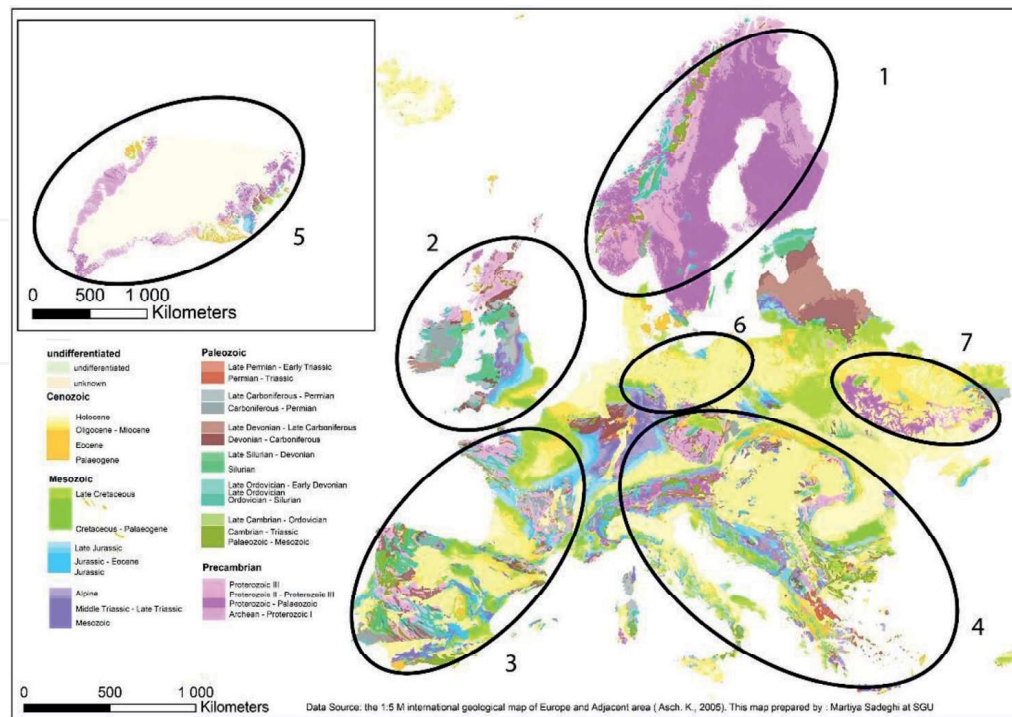 1
2
3
4
5
6
7
0 500 1 000
Kilometers
undifferentiated
undifferentiated
unknown
Cenozoic
Holocene
Oligocene - Miocene
Eocene
Palaeogene
Mesozoic
Late Cretaceous
Cretaceous - Palaeogene
Late Jurassic
Jurassic - Eocene
Jurassic
Alpine
Middle Triassic - Late Triassic
Mesozoic
Paleozoic
Late Permian - Early Triassic
Permian - Triassic
Late Carboniferous - Permian
Carboniferous - Permian
Late Devonian - Late Carboniferous
Devonian - Carboniferous
Late Silurian - Devonian
Silurian
Late Ordovician - Early Devonian
Late Ordovician
Ordovician - Silurian
Late Cambrian - Ordovician
Cambrian - Triassic
Palaeozoic - Mesozoic
Precambrian
Proterozoic III
Proterozoic II - Proterozoic III
Proterozoic - Palaeozoic
Archean - Proterozoic I
0 500 1 000
Kilometers
Data Source: the 1:5 M international geological map of Europe and Adjacent area ( Asch. K., 2005). This map prepared by : Martiya Sadeghi at SGU